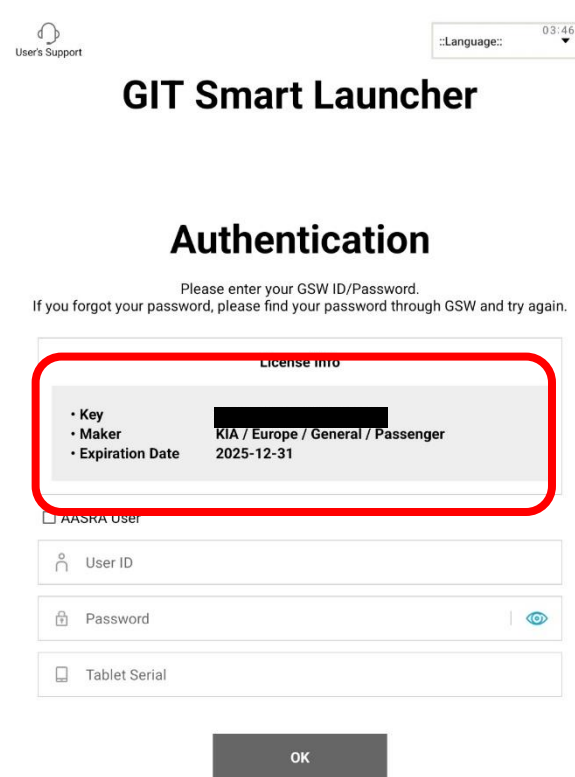 03:46
User's Support
::Language::
GIT Smart Launcher
Authentication
Please enter your GSW ID/Password.
If you forgot your password, please find your password through GSW and try again.
License Info
• Key
• Maker KIA / Europe / General / Passenger
• Expiration Date 2025-12-31
AASRA User
User ID
Password
Tablet Serial
OK